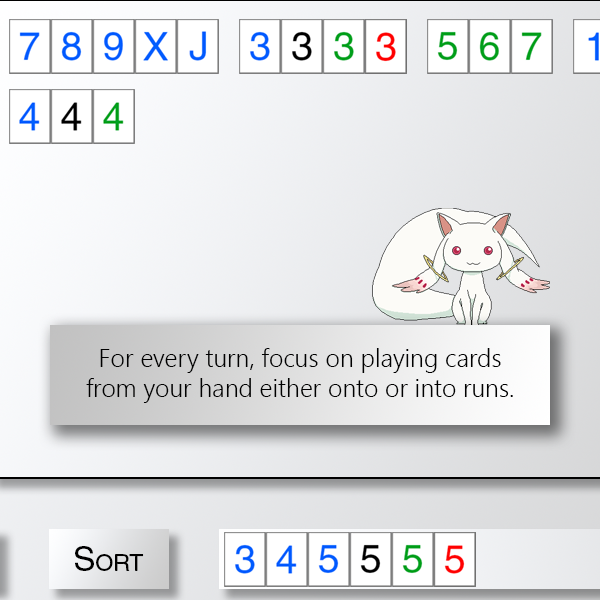 7 8 9 X J 3 3 3 3 5 6 7 1
4 4 4
For every turn, focus on playing cards
from your hand either onto or into runs.
SORT 3 4 5 5 5 5